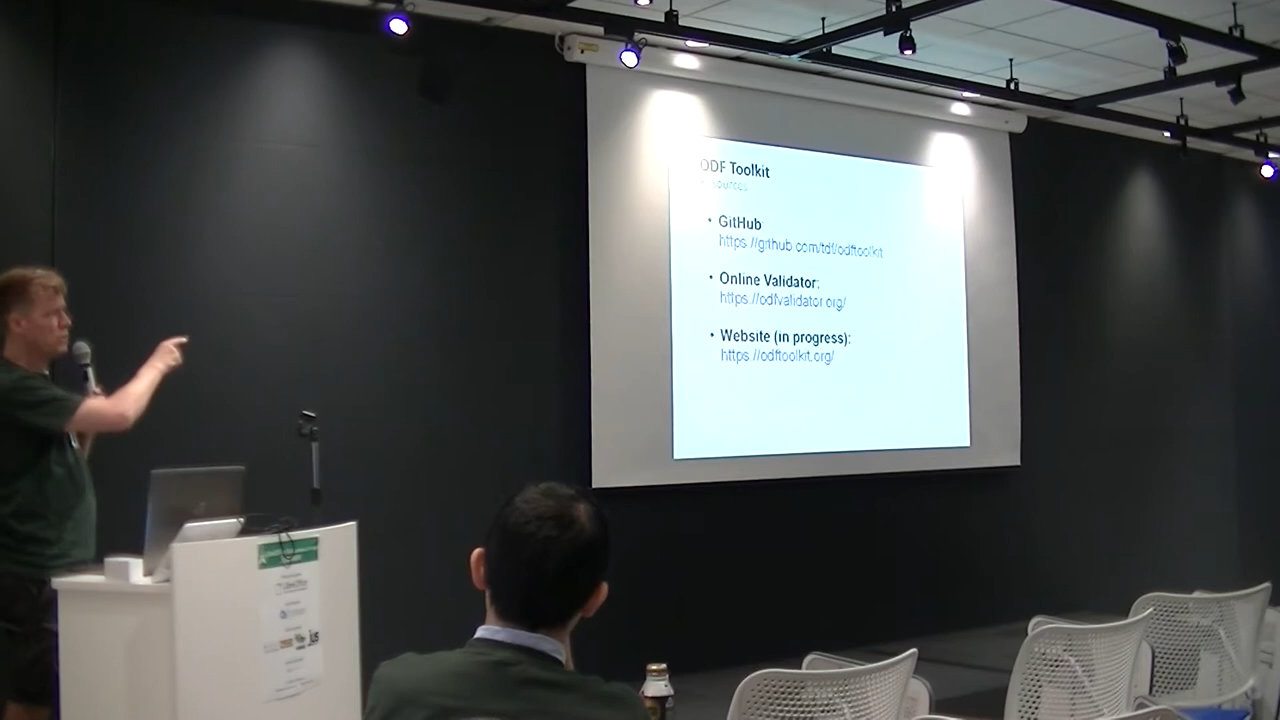 ODF Toolkit
resources
• GitHub
https://github.com/tdf/odftoolkit
• Online Validator:
https://odfvalidator.org/
• Website (in progress):
https://odftoolkit.org/